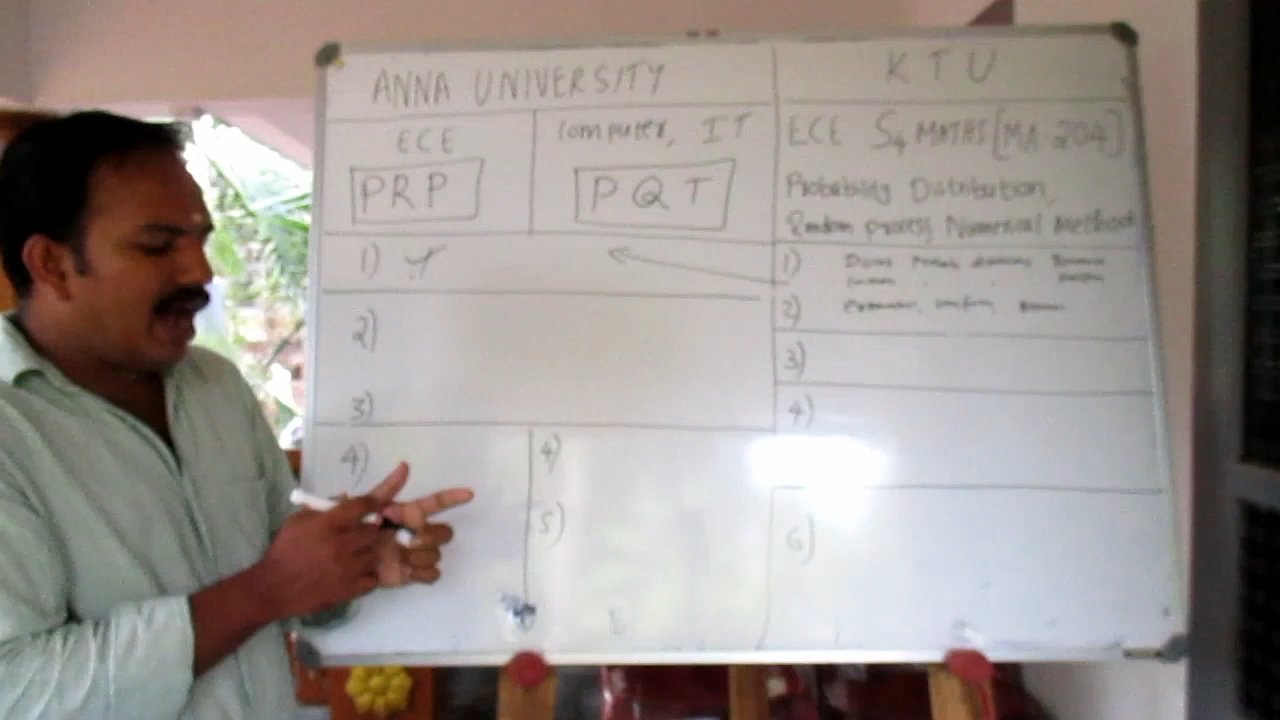 ANNA UNIVERSITY
ECE
PRP
Computer, IT
PQT
1)
2)
3)
4)
4)
5)
KTU
ECE S4 MATHS [MA-204]
Probability Distribution,
Random process Numerical Methods
1)
2)
3)
4)
6)